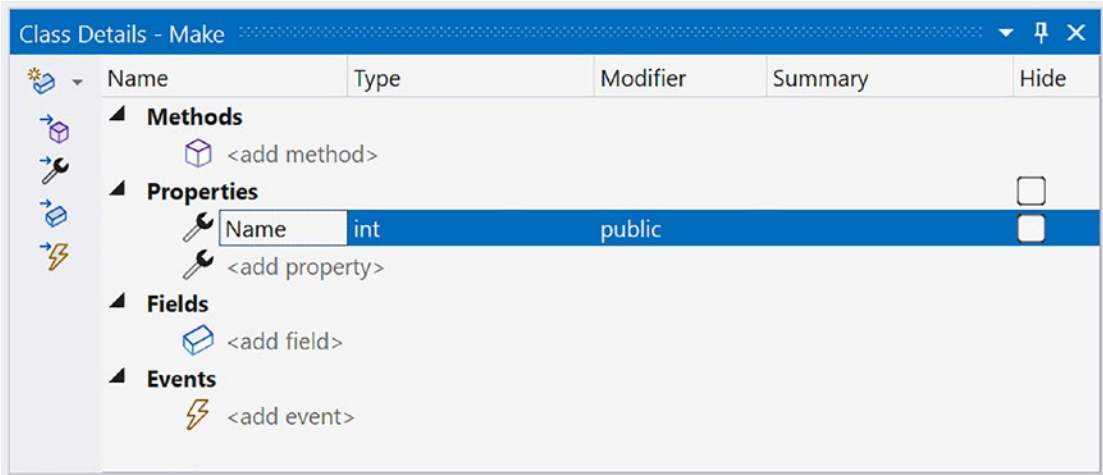 Class Details - Make
Name Type Modifier Summary Hide
Methods
<add method>
Properties
Name int public
<add property>
Fields
<add field>
Events
<add event>